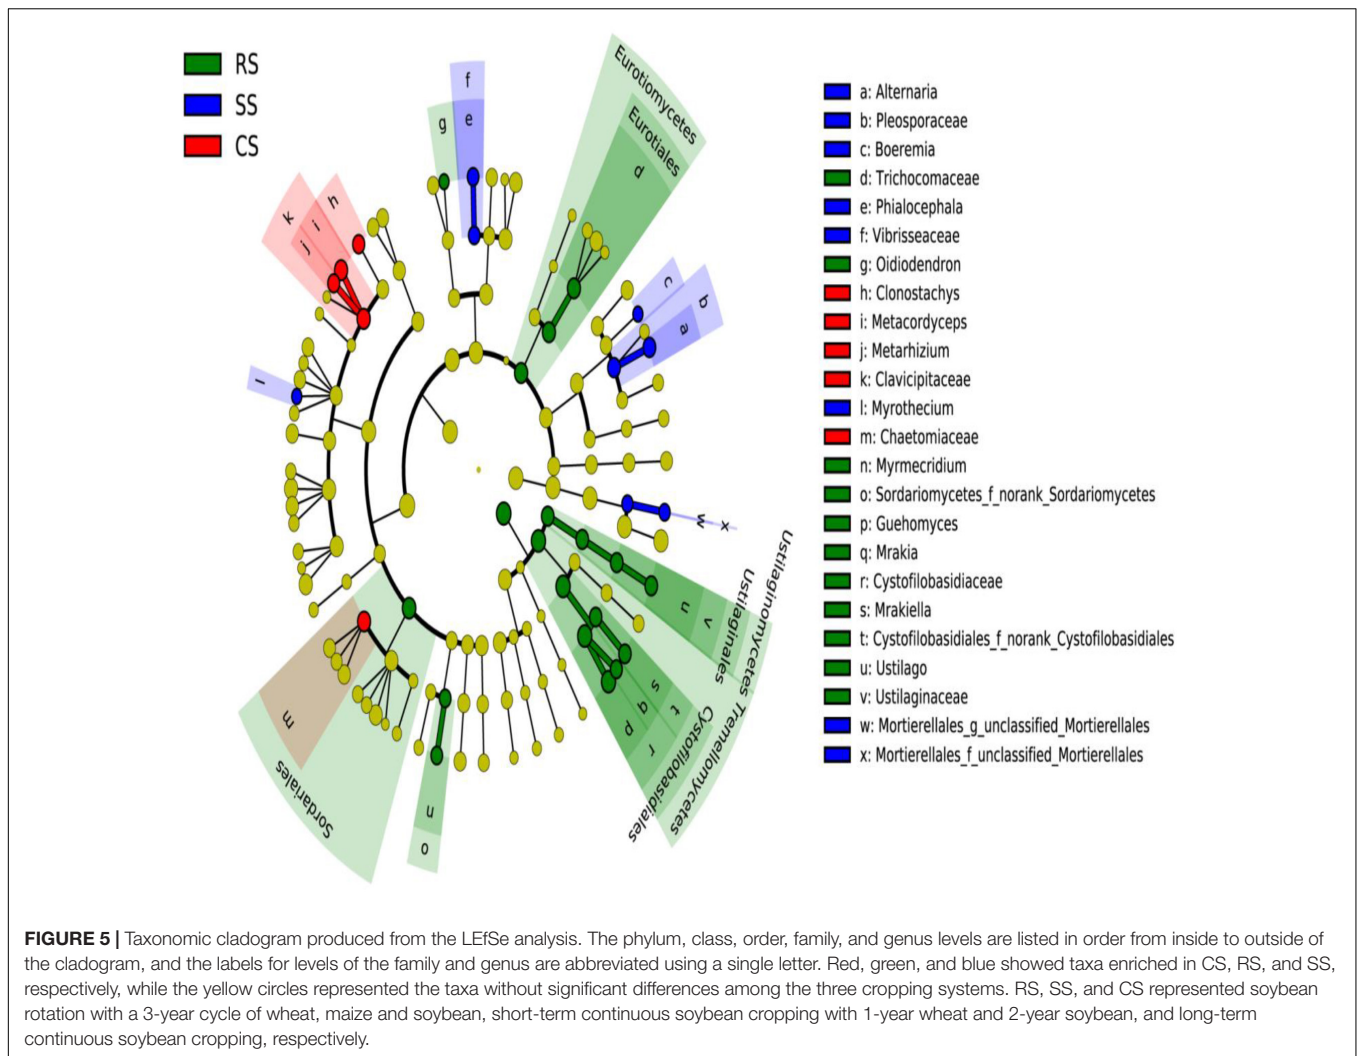 RS
SS
CS
f
g
e
Eurotiomycetes
Eurotiales
d
k
h
i
j
c
b
a
l
w
x
Ustilaginomycetes
Ustilaginales
u
v
Tremellomycetes
Cystofilobasidiales
s
t
q
p
r
m
Sordariales
n
o
a: Alternaria
b: Pleosporaceae
c: Boeremia
d: Trichocomaceae
e: Phialocephala
f: Vibrisseaceae
g: Oidiodendron
h: Clonostachys
i: Metacordyceps
j: Metarhizium
k: Clavicipitaceae
l: Myrothecium
m: Chaetomiaceae
n: Myrmecridium
o: Sordariomycetes_f_norank_Sordariomycetes
p: Guehomyces
q: Mrakia
r: Cystofilobasidiaceae
s: Mrakiella
t: Cystofilobasidiales_f_norank_Cystofilobasidiales
u: Ustilago
v: Ustilaginaceae
w: Mortierellales_g_unclassified_Mortierellales
x: Mortierellales_f_unclassified_Mortierellales
FIGURE 5 | Taxonomic cladogram produced from the LEfSe analysis. The phylum, class, order, family, and genus levels are listed in order from inside to outside of
the cladogram, and the labels for levels of the family and genus are abbreviated using a single letter. Red, green, and blue showed taxa enriched in CS, RS, and SS,
respectively, while the yellow circles represented the taxa without significant differences among the three cropping systems. RS, SS, and CS represented soybean
rotation with a 3-year cycle of wheat, maize and soybean, short-term continuous soybean cropping with 1-year wheat and 2-year soybean, and long-term
continuous soybean cropping, respectively.